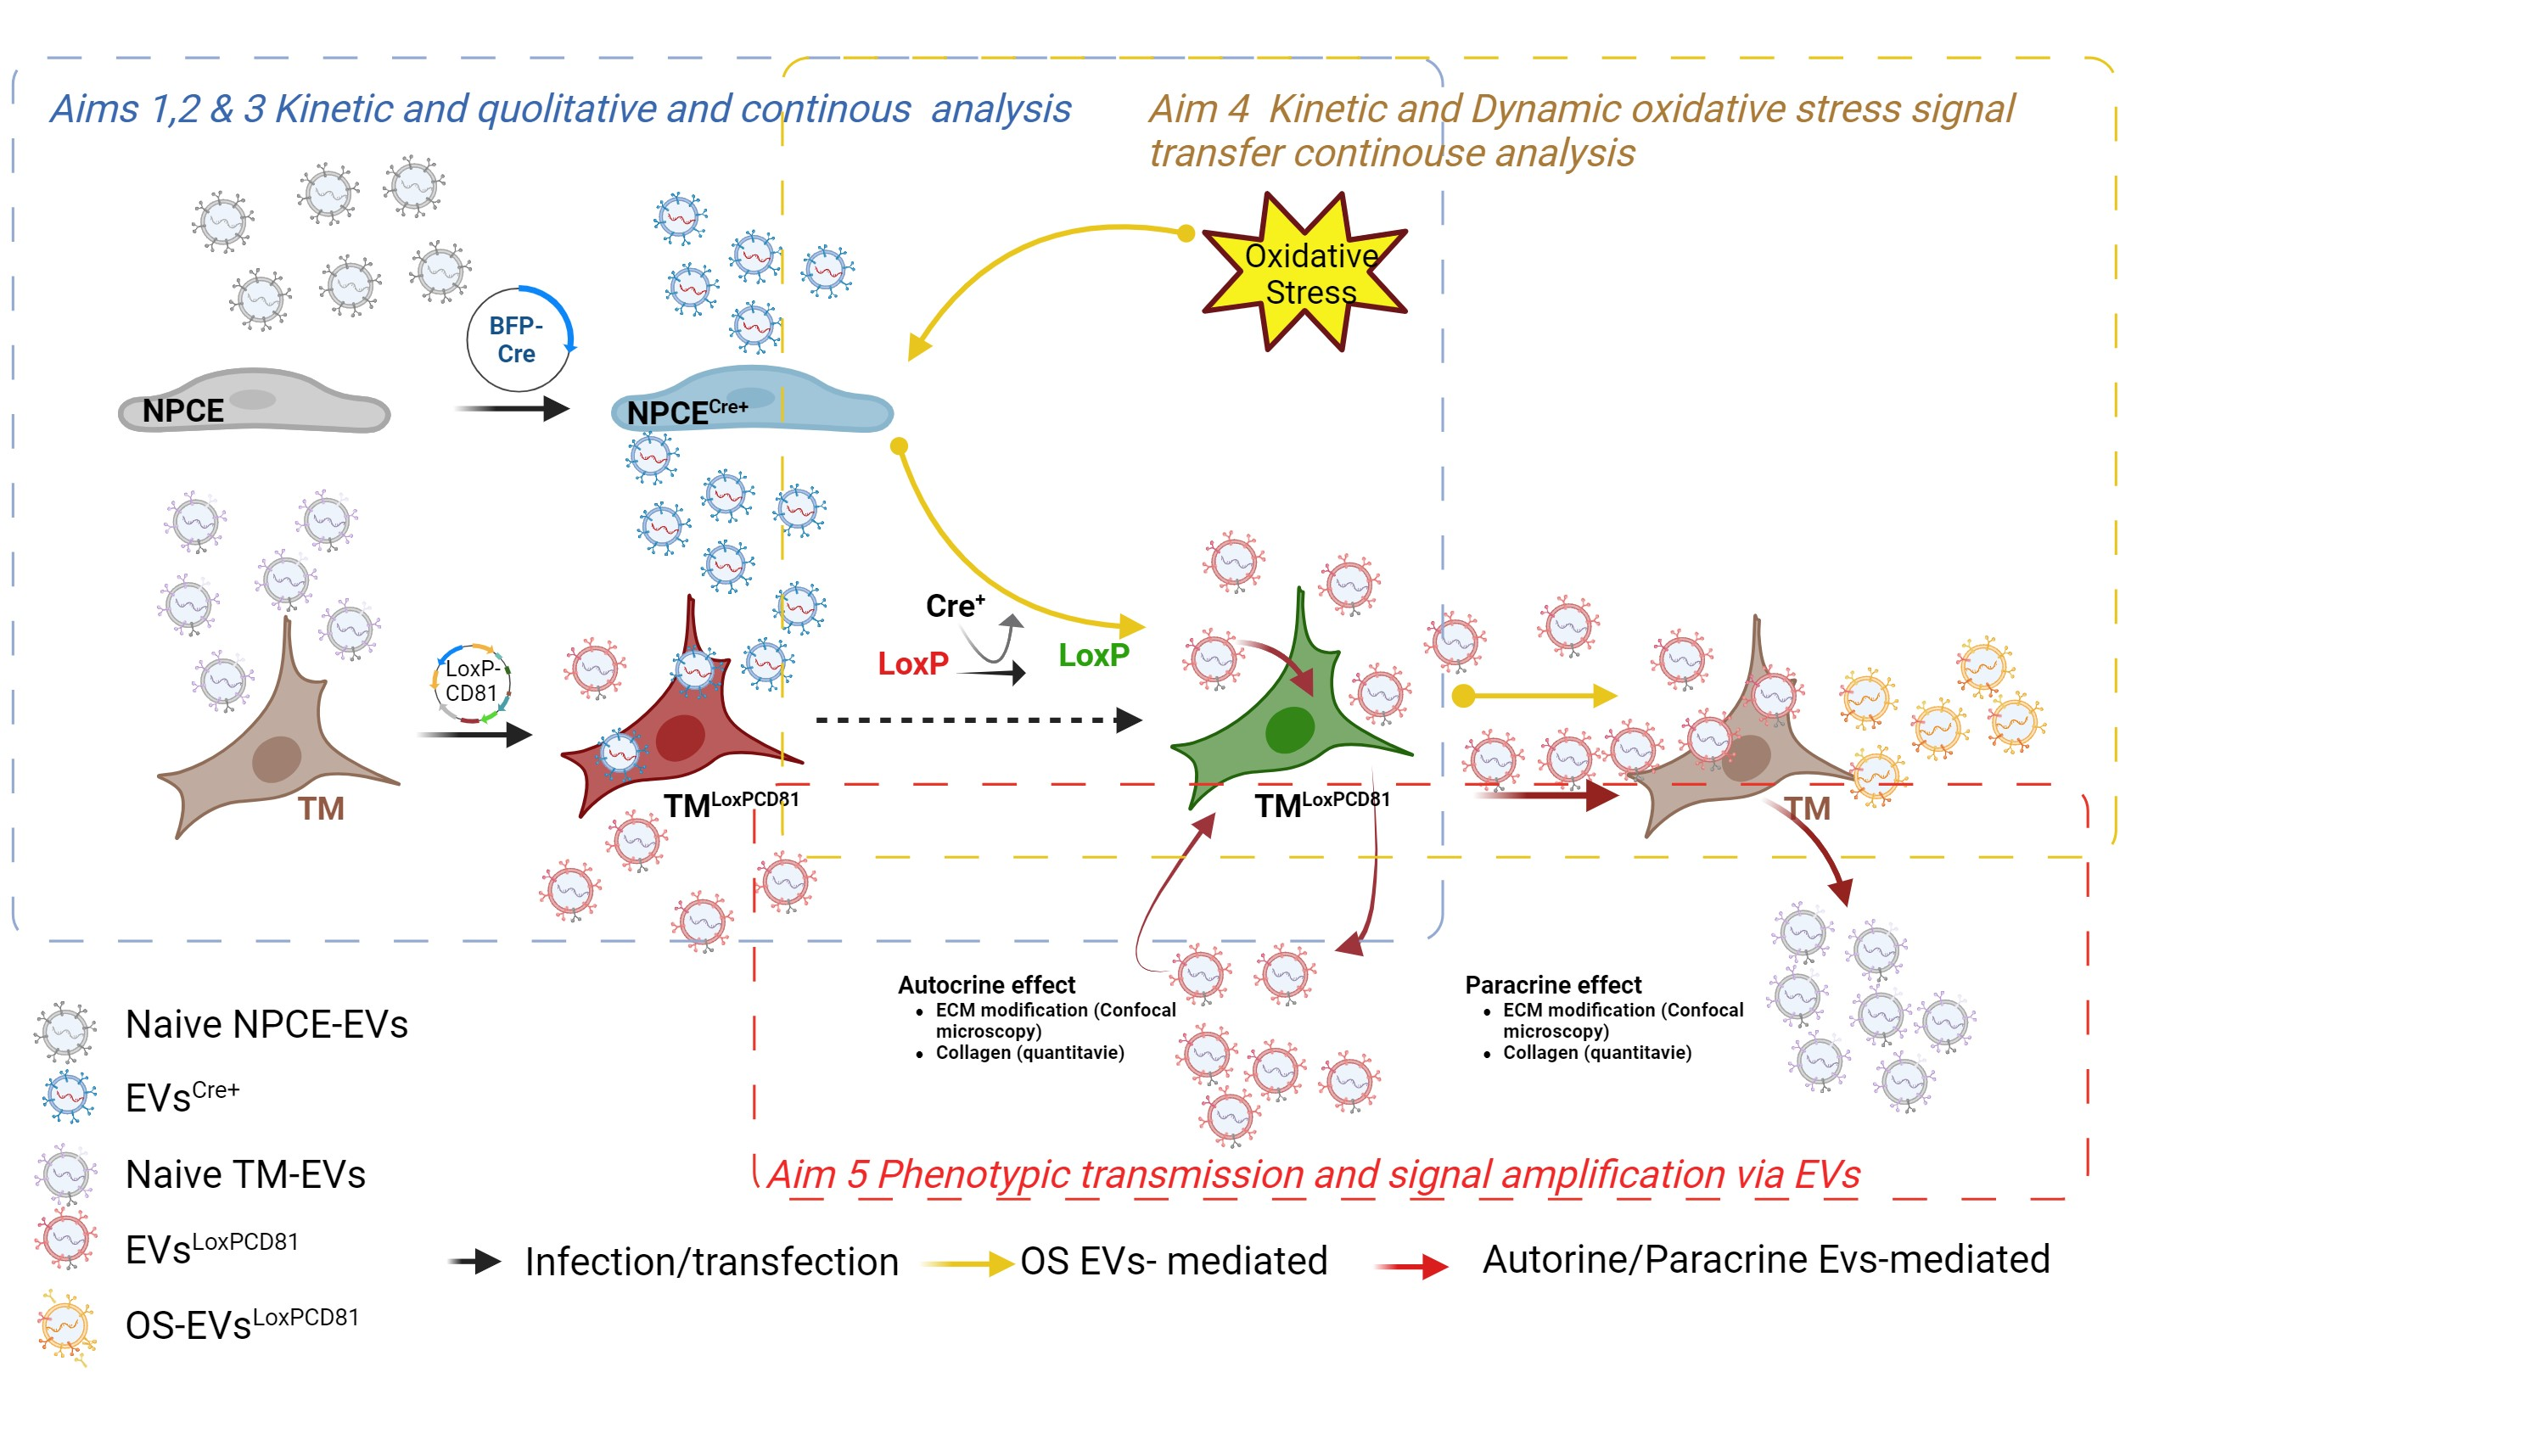 Aims 1,2 & 3 Kinetic and quolitative and continous analysis
Aim 4 Kinetic and Dynamic oxidative stress signal
transfer continouse analysis
Oxidative
Stress
BFP-
Cre
NPCE
NPCECre+
Cre+
LoxP
LoxP
LoxP-
CD81
TM
TMLoxPCD81
TMLoxPCD81
TM
Autocrine effect
• ECM modification (Confocal
microscopy)
• Collagen (quantitavie)
Paracrine effect
• ECM modification (Confocal
microscopy)
• Collagen (quantitavie)
Aim 5 Phenotypic transmission and signal amplification via EVs
Naive NPCE-EVs
EVsCre+
Naive TM-EVs
EVsLoxPCD81
OS-EVsLoxPCD81
Infection/transfection
OS EVs- mediated
Autorine/Paracrine Evs-mediated